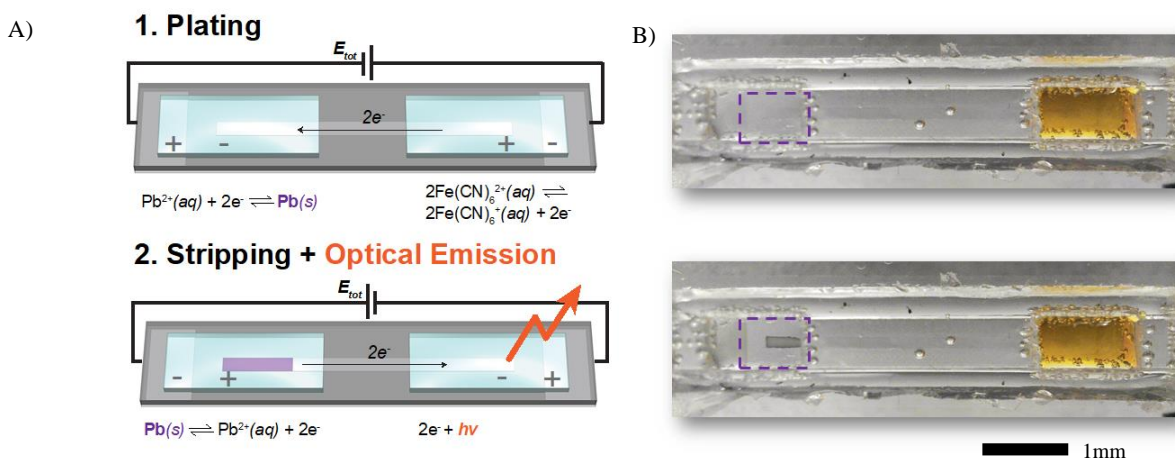 A)
1. Plating
E_tot
2e⁻
+ - + -
Pb²⁺(aq) + 2e⁻ ⇌ Pb(s)
2Fe(CN)₆²⁺(aq) ⇌
2Fe(CN)₆⁺(aq) + 2e⁻
2. Stripping + Optical Emission
E_tot
2e⁻
- + - +
Pb(s) ⇌ Pb²⁺(aq) + 2e⁻
2e⁻ + hv
B)
1mm